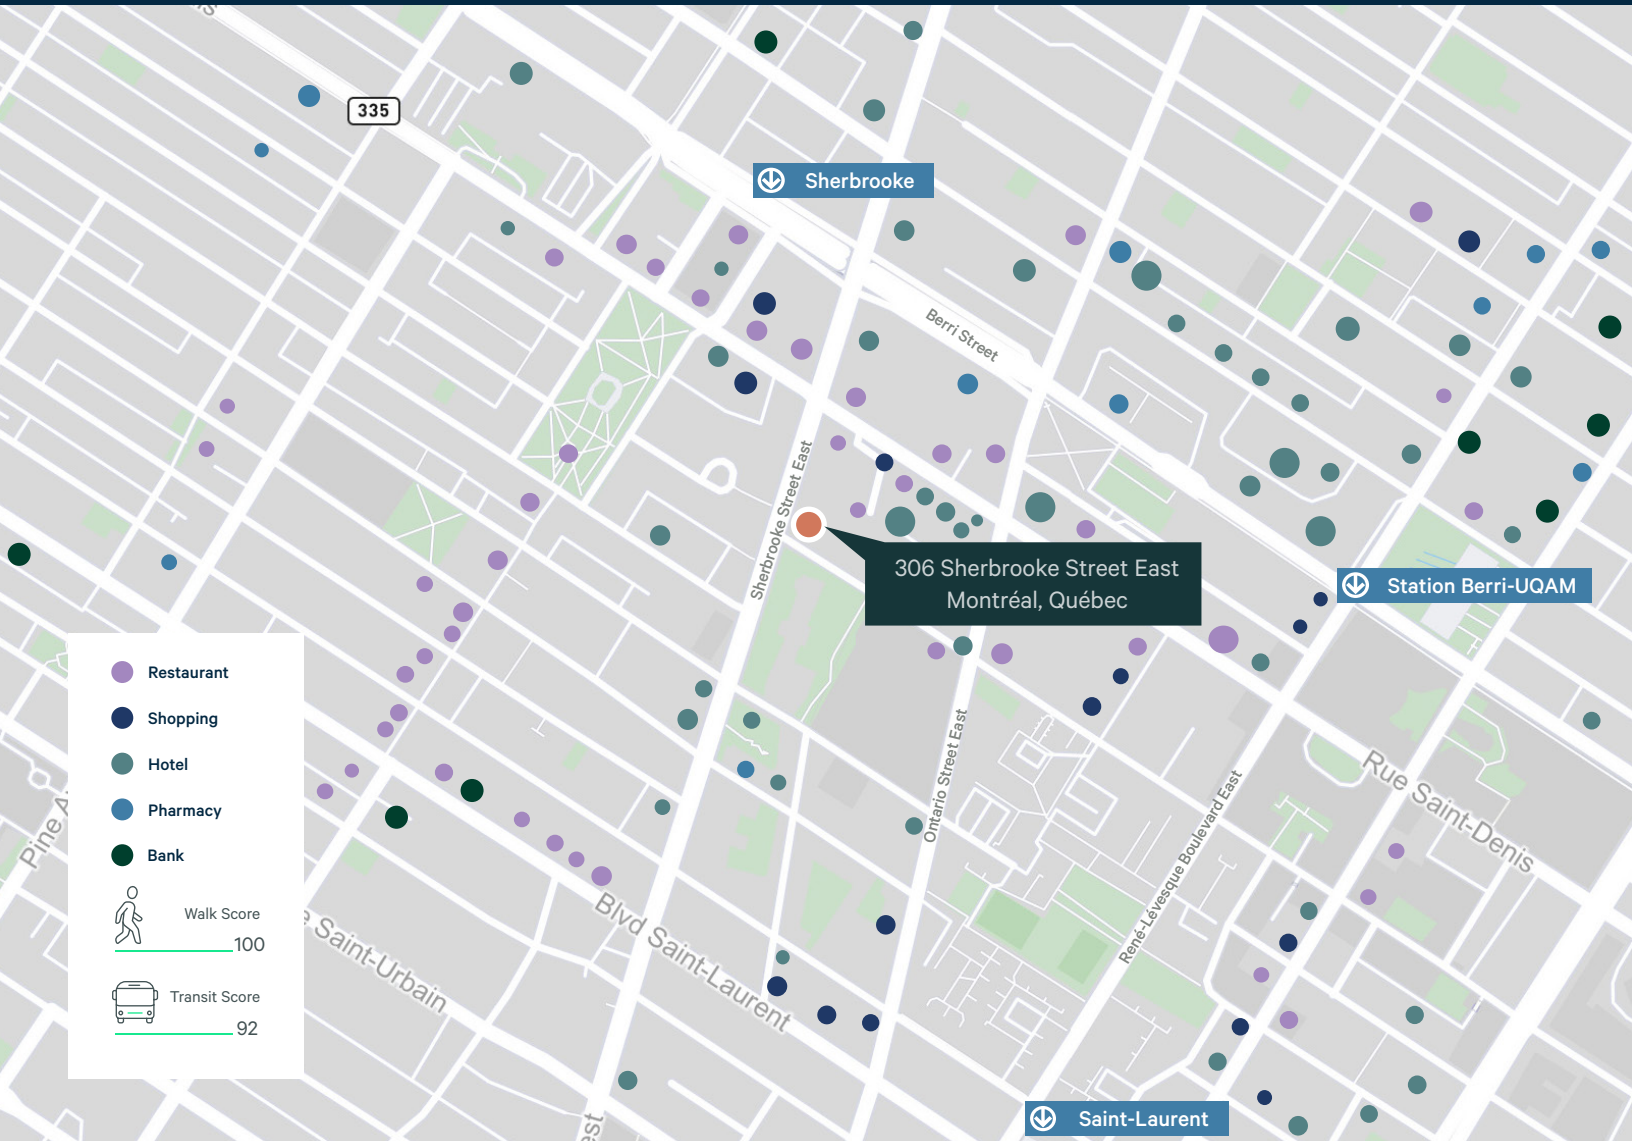 335
Sherbrooke
Berri Street
Sherbrooke Street East
306 Sherbrooke Street East
Montréal, Québec
Station Berri-UQAM
Restaurant
Shopping
Hotel
Pharmacy
Bank
Walk Score
100
Transit Score
92
Pine
Saint-Urbain
Blvd Saint-Laurent
Ontario Street East
René-Lévesque Boulevard East
Rue Saint-Denis
Saint-Laurent